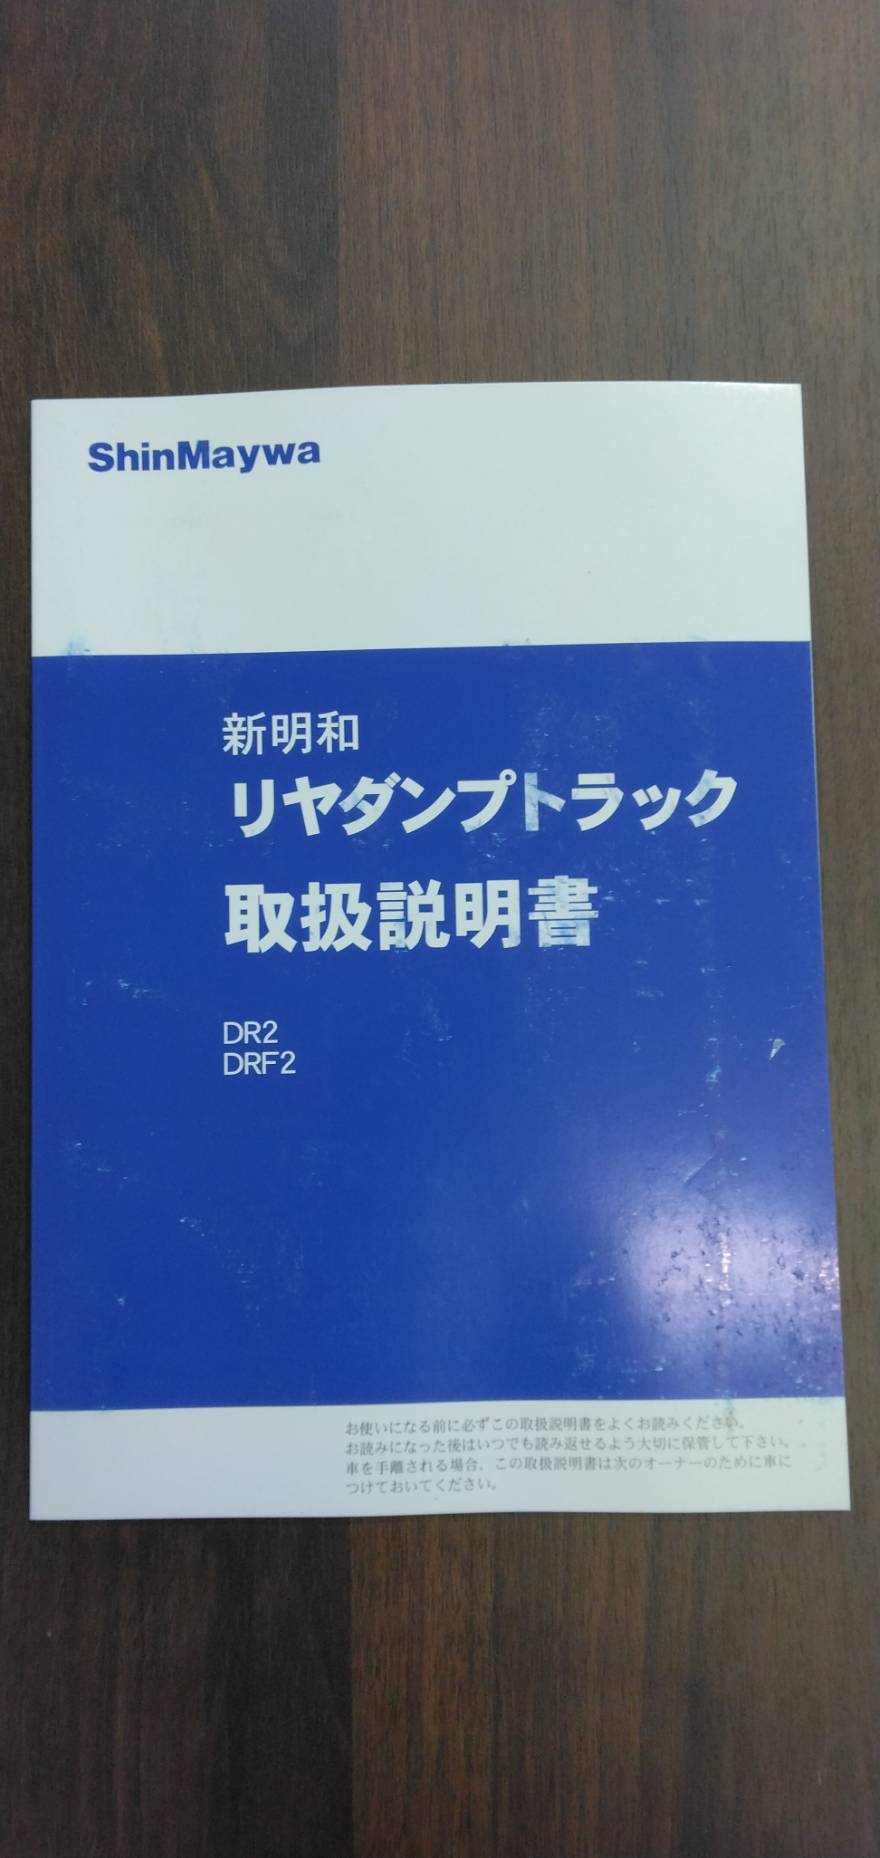 ShinMaywa
新明和
リヤダンプトラック
取扱説明書
DR2
DRF2
お使いになる前に必ずこの取扱説明書をよくお読みください。
お読みになった後はいつでも読み返せるよう大切に保管して下さい。
車を手離される場合、この取扱説明書は次のオーナーのために車に
つけておいてください。